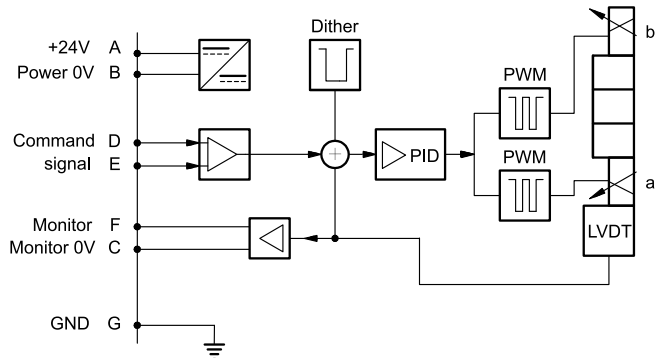 Dither
+24V A
Power 0V B
b
PWM
Command D
signal E
PID
PWM
a
Monitor F
Monitor 0V C
LVDT
GND G